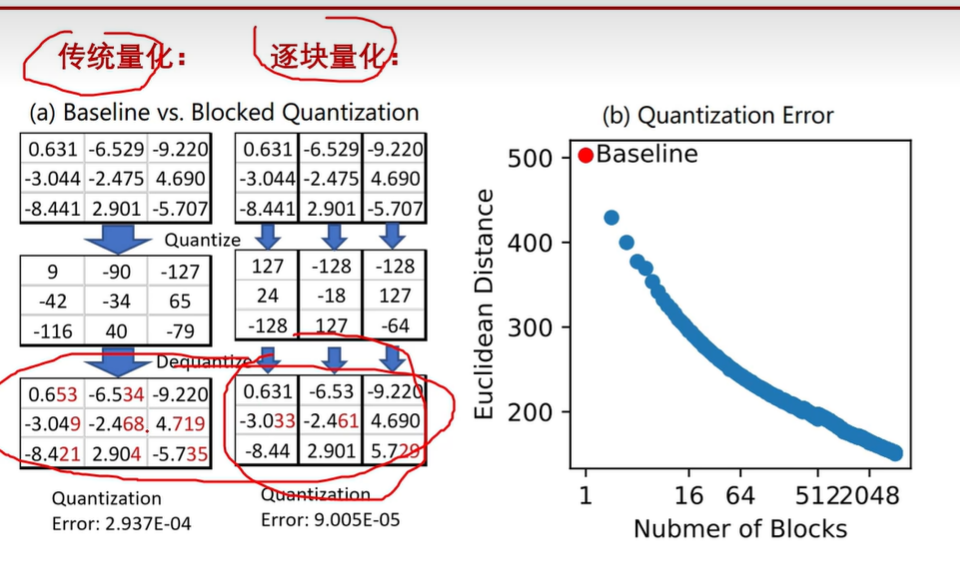 传统量化：
逐块量化：
(a) Baseline vs. Blocked Quantization
0.631 -6.529 -9.220
-3.044 -2.475 4.690
-8.441 2.901 -5.707
0.631 -6.529 -9.220
-3.044 -2.475 4.690
-8.441 2.901 -5.707
Quantize
9 -90 -127
-42 -34 65
-116 40 -79
127 -128 -128
24 -18 127
-128 127 -64
Dequantize
0.653 -6.534 -9.220
-3.049 -2.468. 4.719
-8.421 2.904 -5.735
0.631 -6.53 -9.220
-3.033 -2.461 4.690
-8.44 2.901 5.729
Quantization
Error: 2.937E-04
Quantization
Error: 9.005E-05
(b) Quantization Error
Baseline
Euclidean Distance
500
400
300
200
1 16 64 512 2048
Nubmer of Blocks